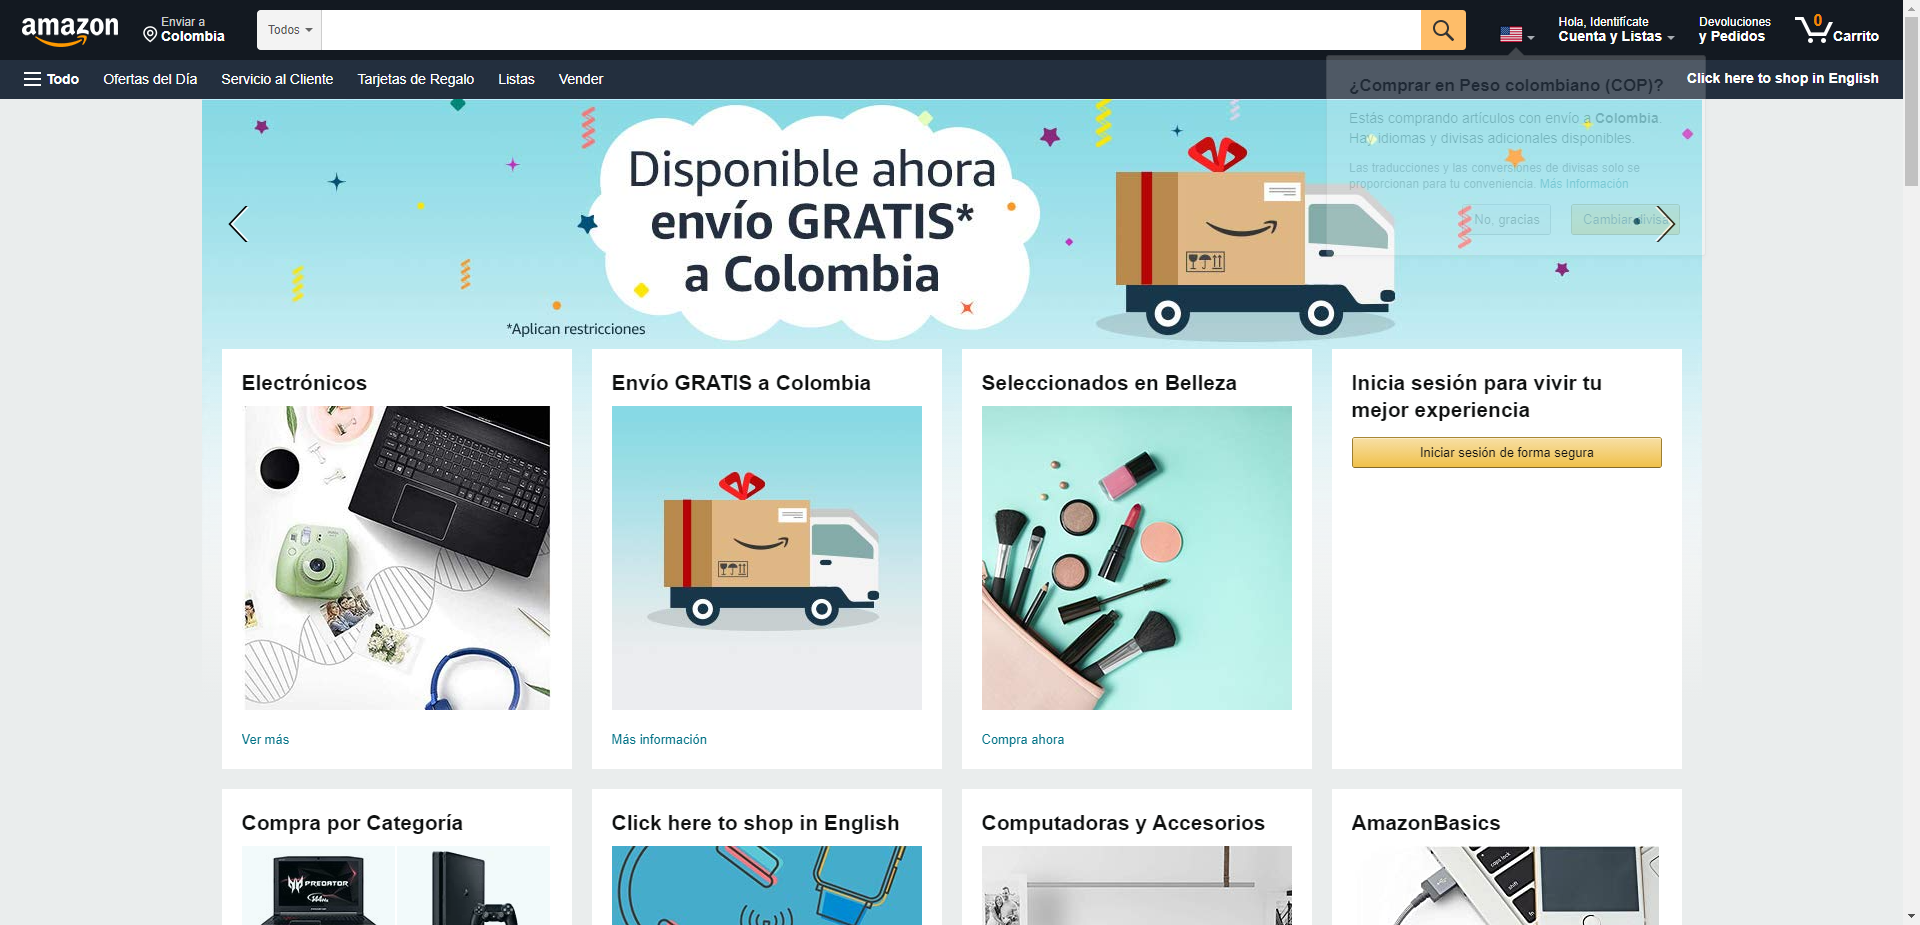 amazon
Enviar a
Colombia
Todos
Hola, Identifícate
Cuenta y Listas
Devoluciones
y Pedidos
0
Carrito
Todo
Ofertas del Día
Servicio al Cliente
Tarjetas de Regalo
Listas
Vender
Click here to shop in English
¿Comprar en Peso colombiano (COP)?
Estás comprando artículos con envío a Colombia.
Hay idiomas y divisas adicionales disponibles.
Las traducciones y las conversiones de divisas solo se
proporcionan para tu conveniencia. Más Información
No, gracias
Cambiar divisa
Disponible ahora
envío GRATIS*
a Colombia
*Aplican restricciones
Electrónicos
Ver más
Envío GRATIS a Colombia
Más información
Seleccionados en Belleza
Compra ahora
Inicia sesión para vivir tu
mejor experiencia
Iniciar sesión de forma segura
Compra por Categoría
PREDATOR
Click here to shop in English
Computadoras y Accesorios
AmazonBasics
caps lock
shift